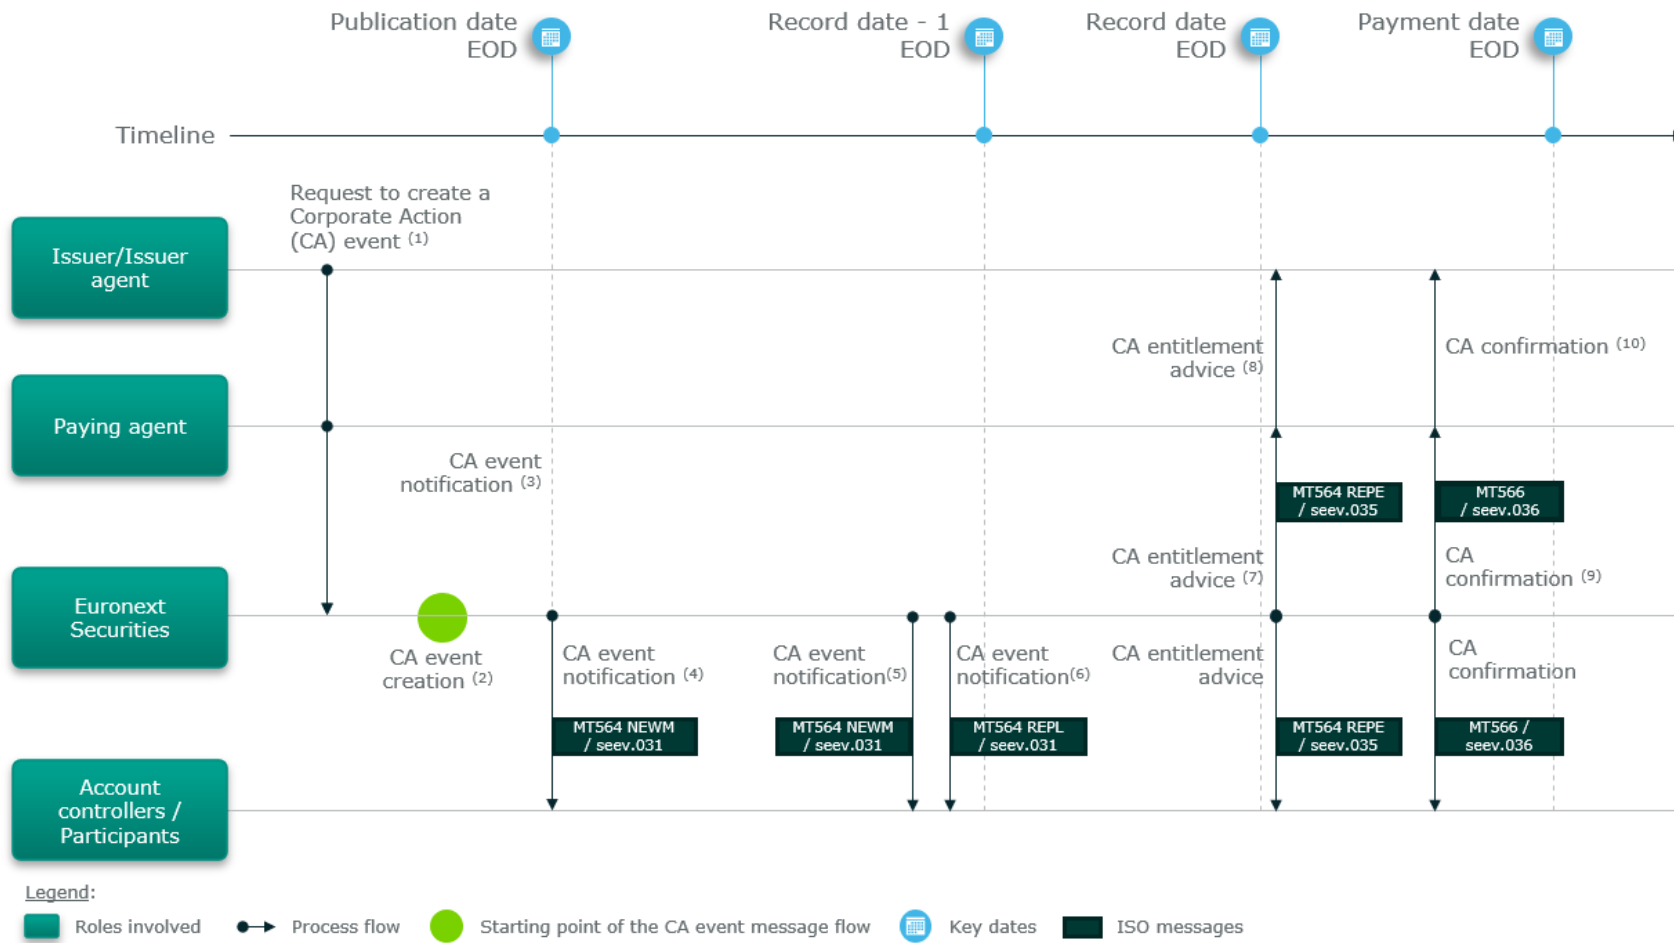 Publication date
EOD
Record date - 1
EOD
Record date
EOD
Payment date
EOD
Timeline
Request to create a
Corporate Action
(CA) event (1)
Issuer/Issuer
agent
CA entitlement
advice (8)
CA confirmation (10)
Paying agent
CA event
notification (3)
MT564 REPE
/ seev.035
MT566
/ seev.036
CA entitlement
advice (7)
CA
confirmation (9)
Euronext
Securities
CA event
creation (2)
CA event
notification (4)
CA event
notification(5)
CA event
notification(6)
CA entitlement
advice
CA
confirmation
MT564 NEWM
/ seev.031
MT564 NEWM
/ seev.031
MT564 REPL
/ seev.031
MT564 REPE
/ seev.035
MT566 /
seev.036
Account
controllers /
Participants
Legend:
Roles involved
Process flow
Starting point of the CA event message flow
Key dates
ISO messages